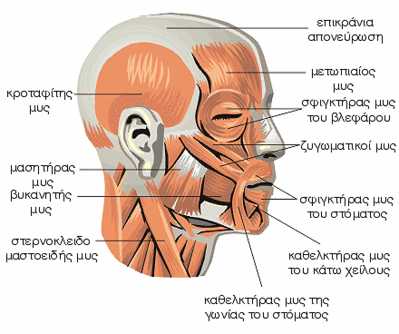 επικράνια
απονεύρωση
μετωπιαίος
μυς
κροταφίτης
μυς
σφιγκτήρας μυς
του βλεφάρου
ζυγωματικοί μυς
μασητήρας
μυς
βυκανητής
μυς
σφιγκτήρας μυς
του στόματος
στερνοκλειδο
μαστοειδής μυς
καθελκτήρας μυς
του κάτω χείλους
καθελκτήρας μυς της
γωνίας του στόματος